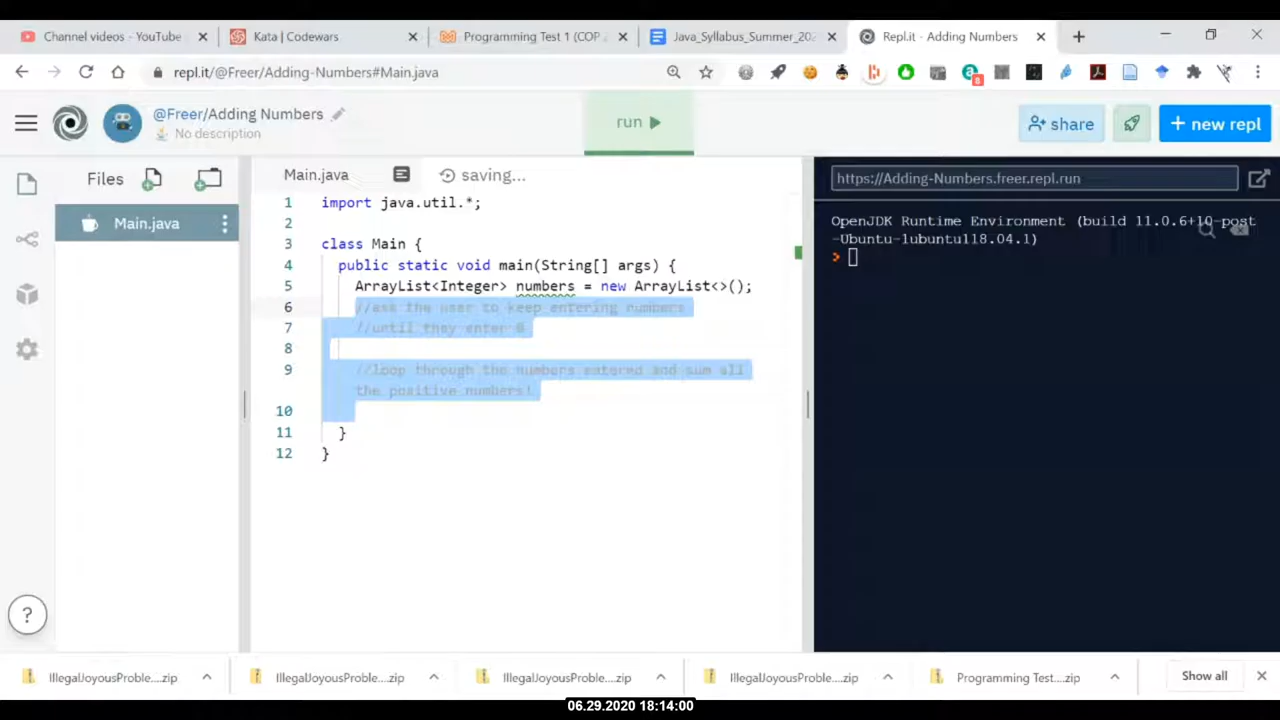 Channel videos - YouTube
Kata | Codewars
Programming Test 1 (COP
Java_Syllabus_Summer_202
Repl.it - Adding Numbers
repl.it/@Freer/Adding-Numbers#Main.java
8
@Freer/Adding Numbers
No description
run
share
+ new repl
Files
Main.java
saving...
https://Adding-Numbers.freer.repl.run
Main.java
1 import java.util.*;
2
3 class Main {
4 public static void main(String[] args) {
5 ArrayList<Integer> numbers = new ArrayList<>();
6 //ask the user to keep entering numbers
7 //until they enter 0
8
9 //loop through the numbers entered and sum all
the positive numbers!
10
11 }
12 }
OpenJDK Runtime Environment (build 11.0.6+10-post
-Ubuntu-1ubuntu118.04.1)
>
?
IllegalJoyousProble....zip
IllegalJoyousProble....zip
IllegalJoyousProble....zip
IllegalJoyousProble....zip
Programming Test....zip
Show all
06.29.2020 18:14:00